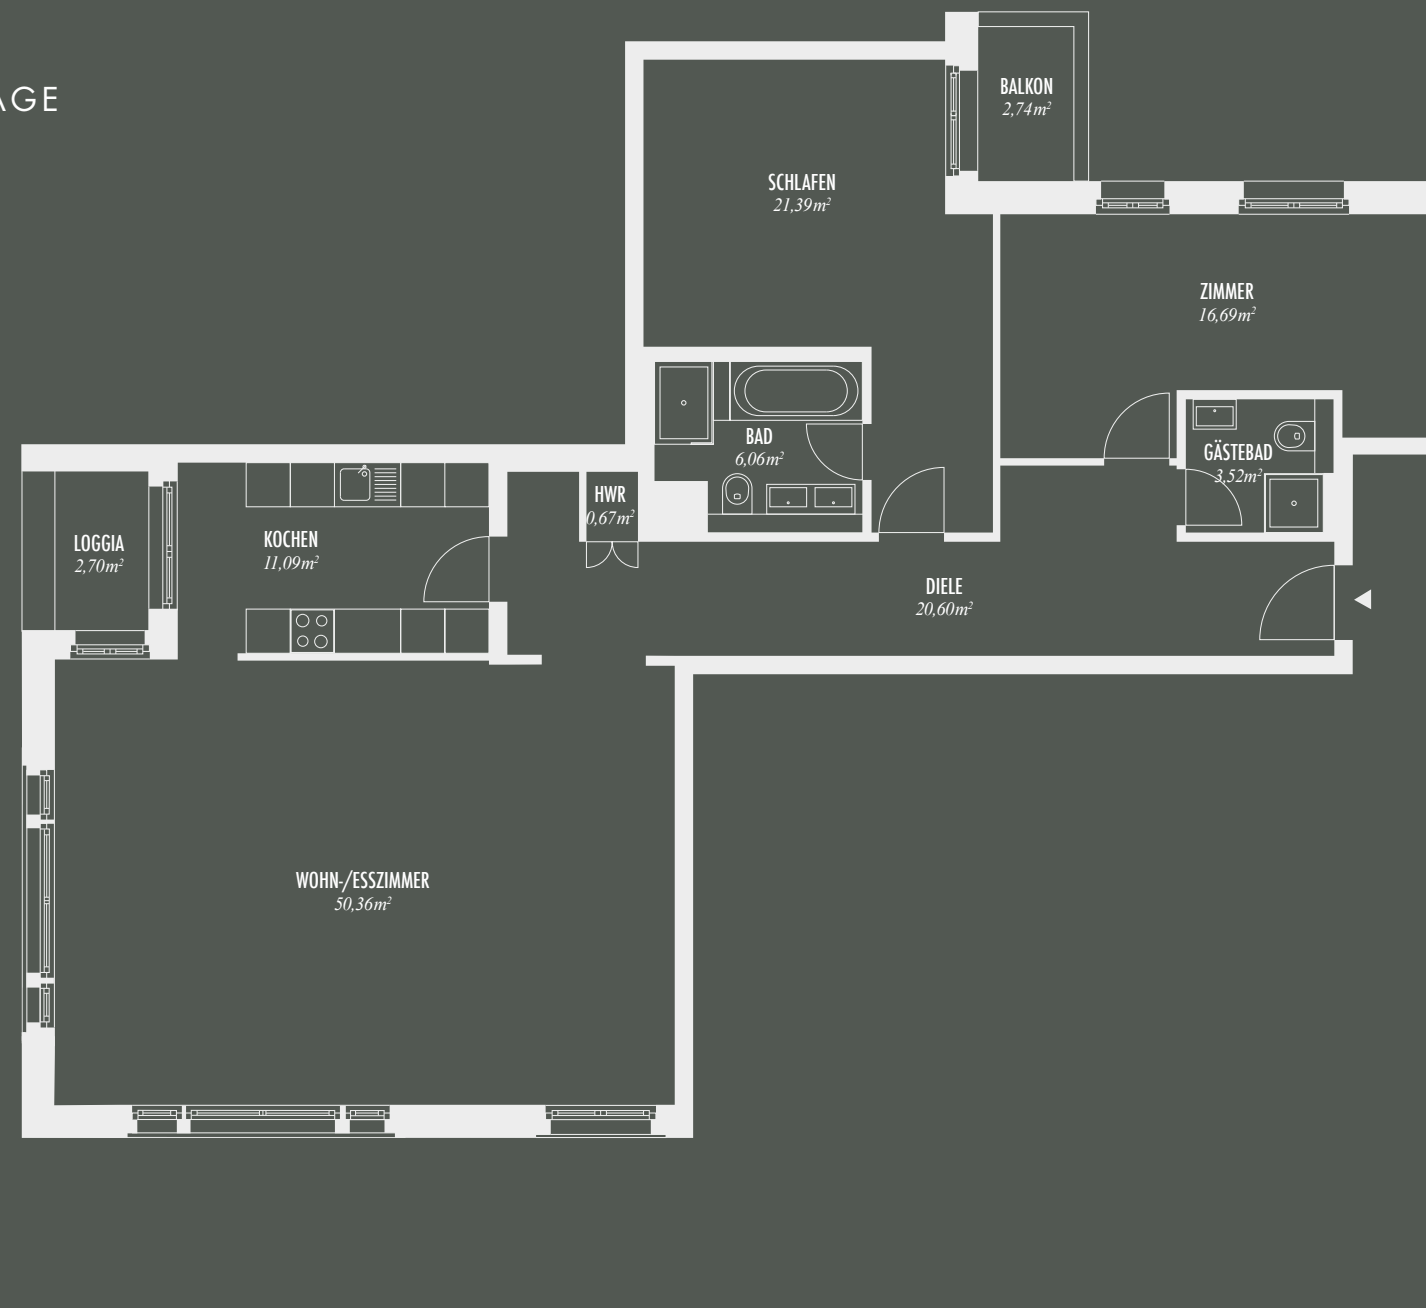 AGE
BALKON
2,74m²
SCHLAFEN
21,39m²
ZIMMER
16,69m²
BAD
6,06m²
GÄSTEBAD
3,52m²
HWR
0,67m²
LOGGIA
2,70m²
KOCHEN
11,09m²
DIELE
20,60m²
WOHN-/ESSZIMMER
50,36m²